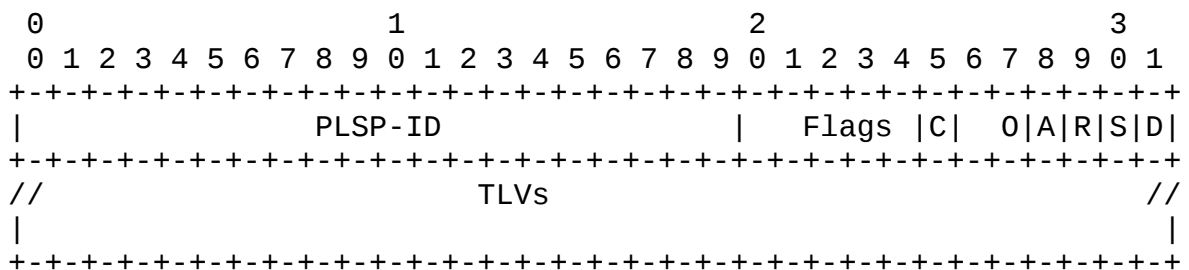 0                   1                   2                   3
 0 1 2 3 4 5 6 7 8 9 0 1 2 3 4 5 6 7 8 9 0 1 2 3 4 5 6 7 8 9 0 1
+-+-+-+-+-+-+-+-+-+-+-+-+-+-+-+-+-+-+-+-+-+-+-+-+-+-+-+-+-+-+-+-+
|                PLSP-ID                |   Flags |C|  O|A|R|S|D|
+-+-+-+-+-+-+-+-+-+-+-+-+-+-+-+-+-+-+-+-+-+-+-+-+-+-+-+-+-+-+-+-+
//                        TLVs                                 //
|                                                               |
+-+-+-+-+-+-+-+-+-+-+-+-+-+-+-+-+-+-+-+-+-+-+-+-+-+-+-+-+-+-+-+-+